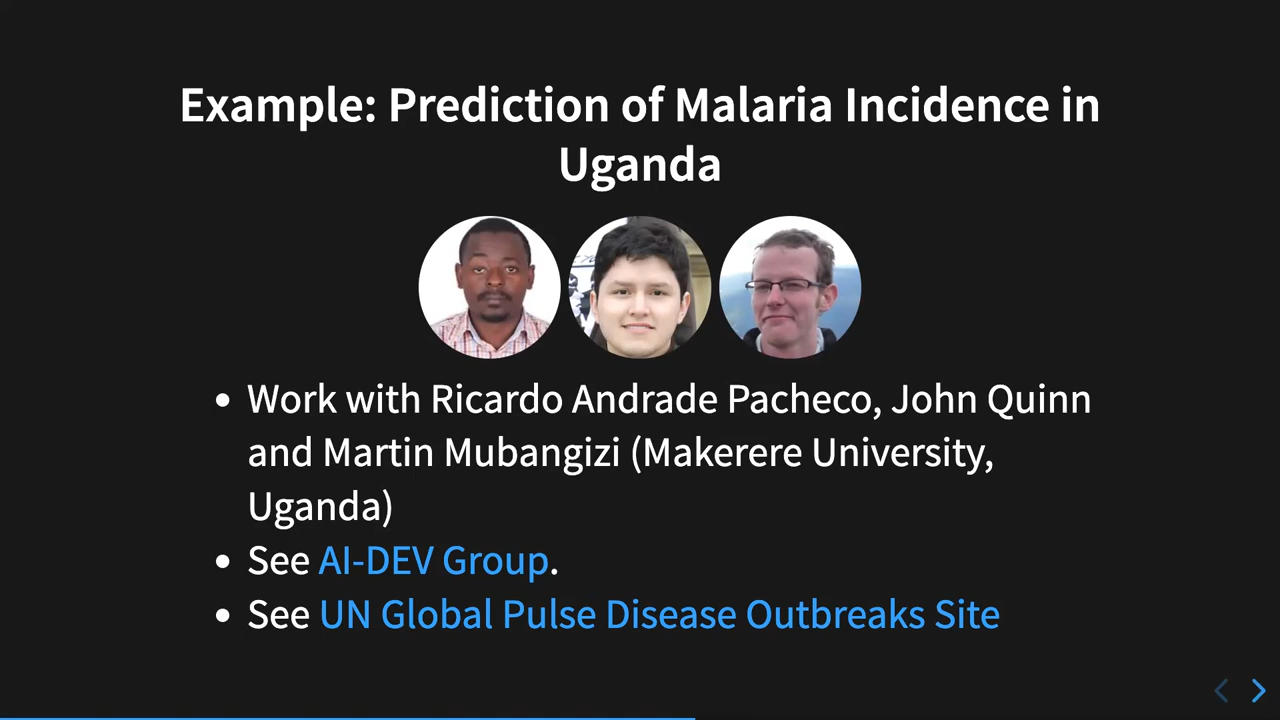 Example: Prediction of Malaria Incidence in
Uganda
• Work with Ricardo Andrade Pacheco, John Quinn
and Martin Mubangizi (Makerere University,
Uganda)
• See AI-DEV Group.
• See UN Global Pulse Disease Outbreaks Site